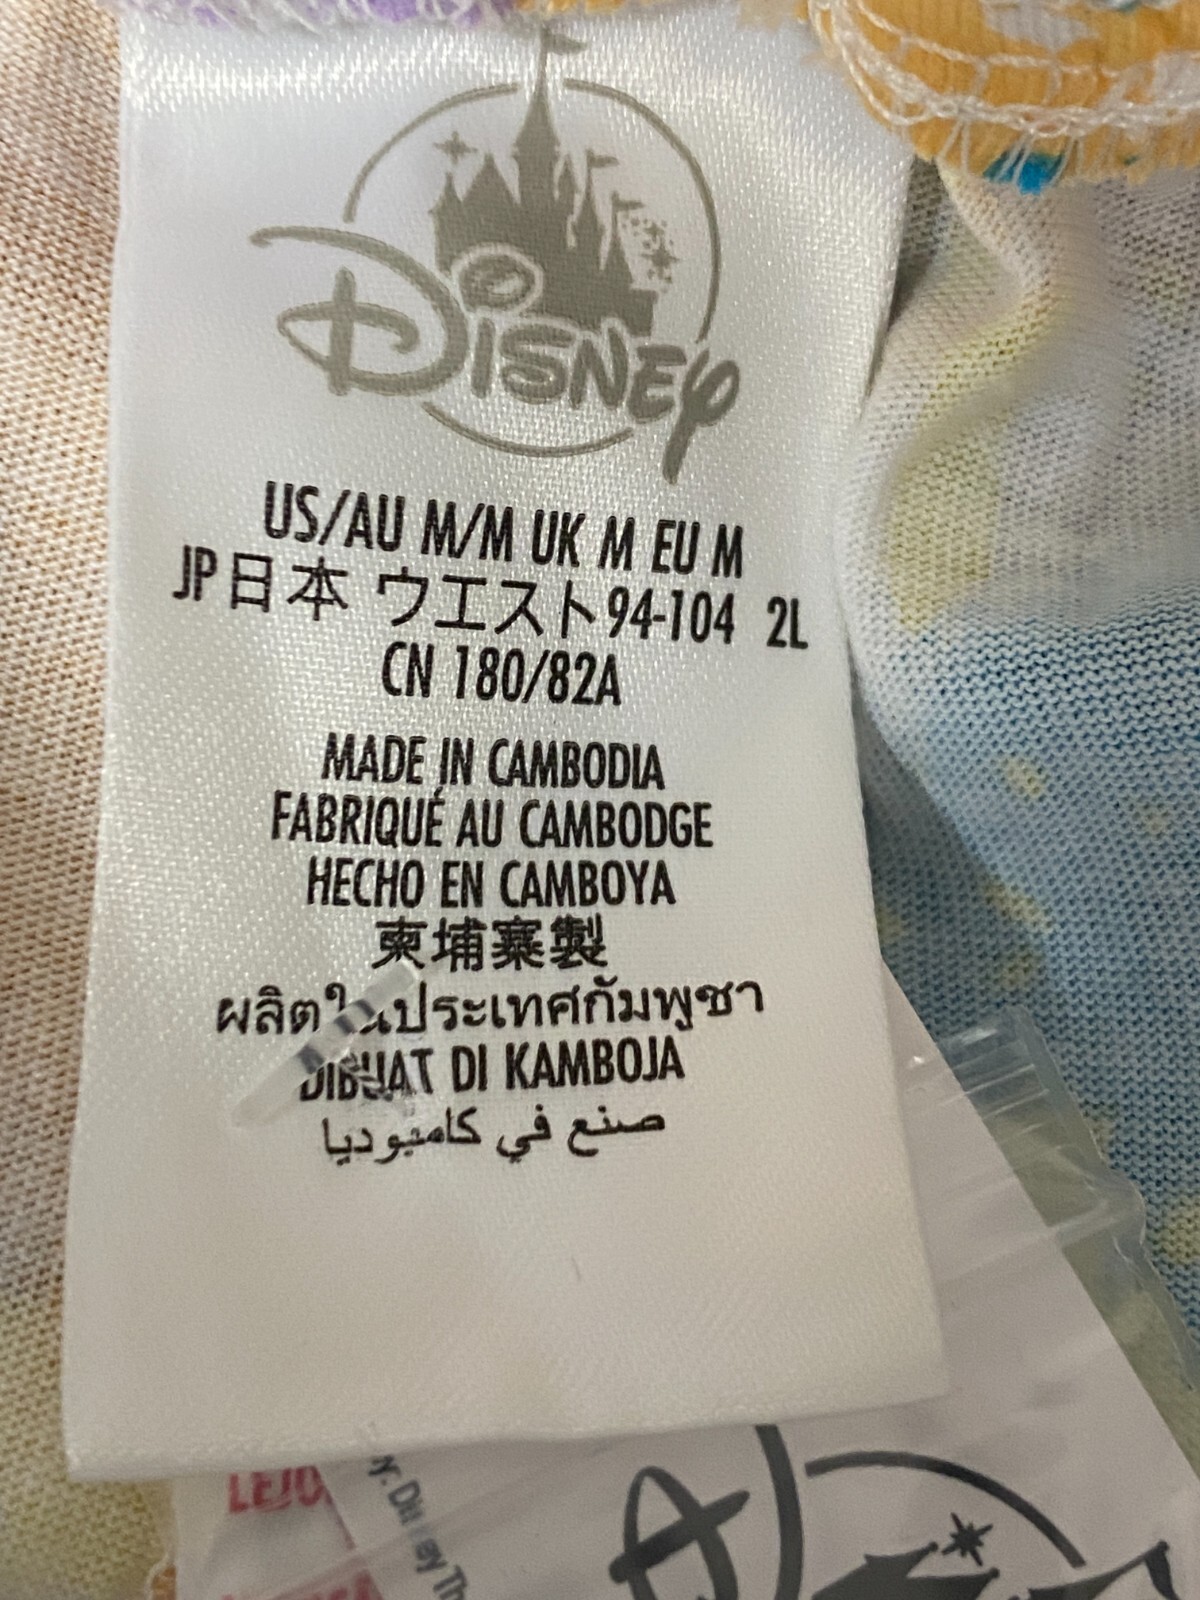 Disney
US/AU M/M UK M EU M
JP日本 ウエスト94-104 2L
CN 180/82A
MADE IN CAMBODIA
FABRIQUÉ AU CAMBODGE
HECHO EN CAMBOYA
柬埔寨製
ผลิตในประเทศกัมพูชา
DIBUAT DI KAMBOJA
صنع في كامبوديا